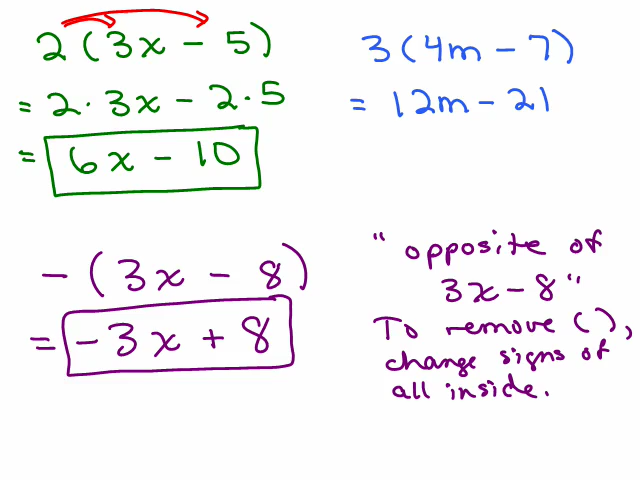 2(3x - 5)
= 2·3x - 2·5
= 6x - 10
3(4m - 7)
= 12m - 21
-(3x - 8)
= -3x + 8
"opposite of
3x - 8"
To remove ( ),
change signs of
all inside.